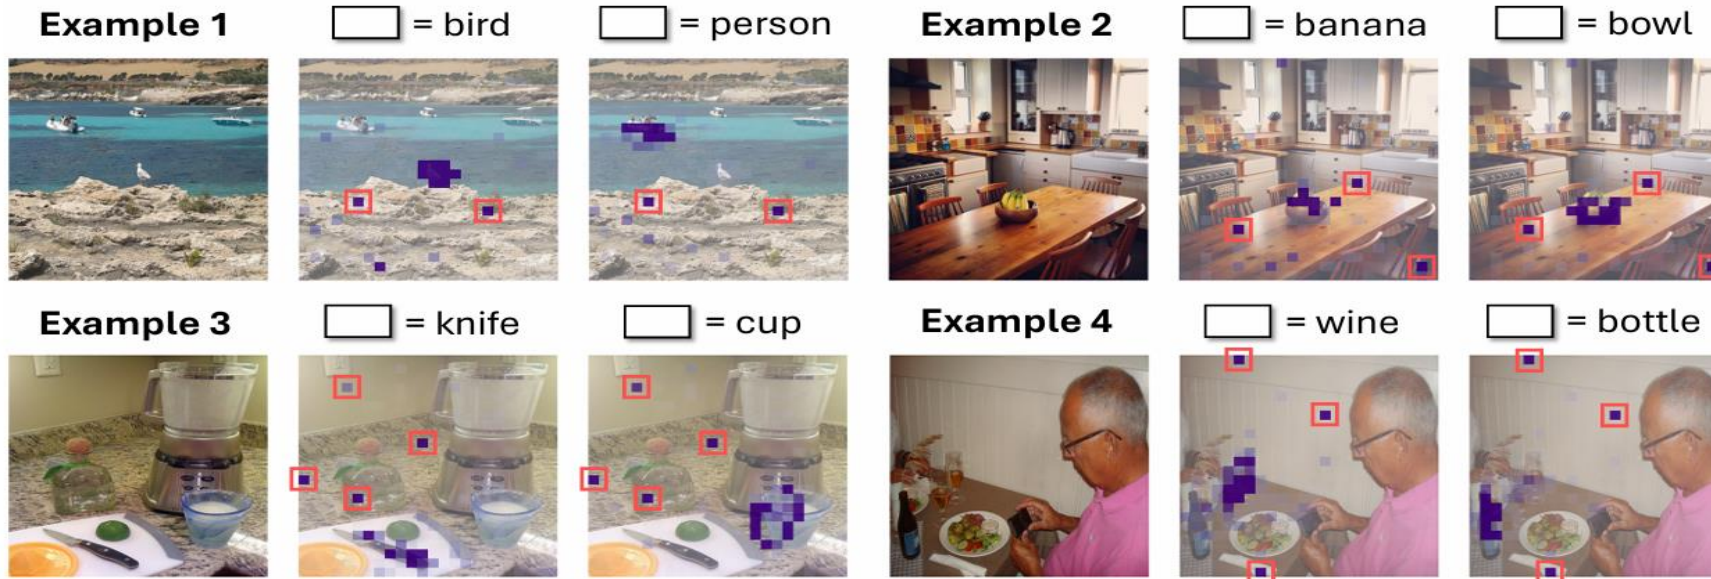 Example 1 = bird = person Example 2 = banana = bowl
Example 3 = knife = cup Example 4 = wine = bottle